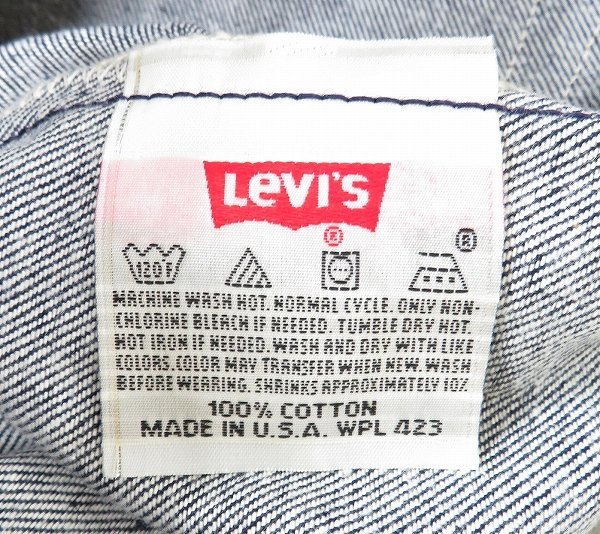 LEVI'S
®
®
120
MACHINE WASH HOT. NORMAL CYCLE. ONLY NON-
CHLORINE BLEACH IF NEEDED. TUMBLE DRY HOT.
HOT IRON IF NEEDED. WASH AND DRY WITH LIKE
COLORS. COLOR MAY TRANSFER WHEN NEW. WASH
BEFORE WEARING. SHRINKS APPROXIMATELY 10%
100% COTTON
MADE IN U.S.A. WPL 423